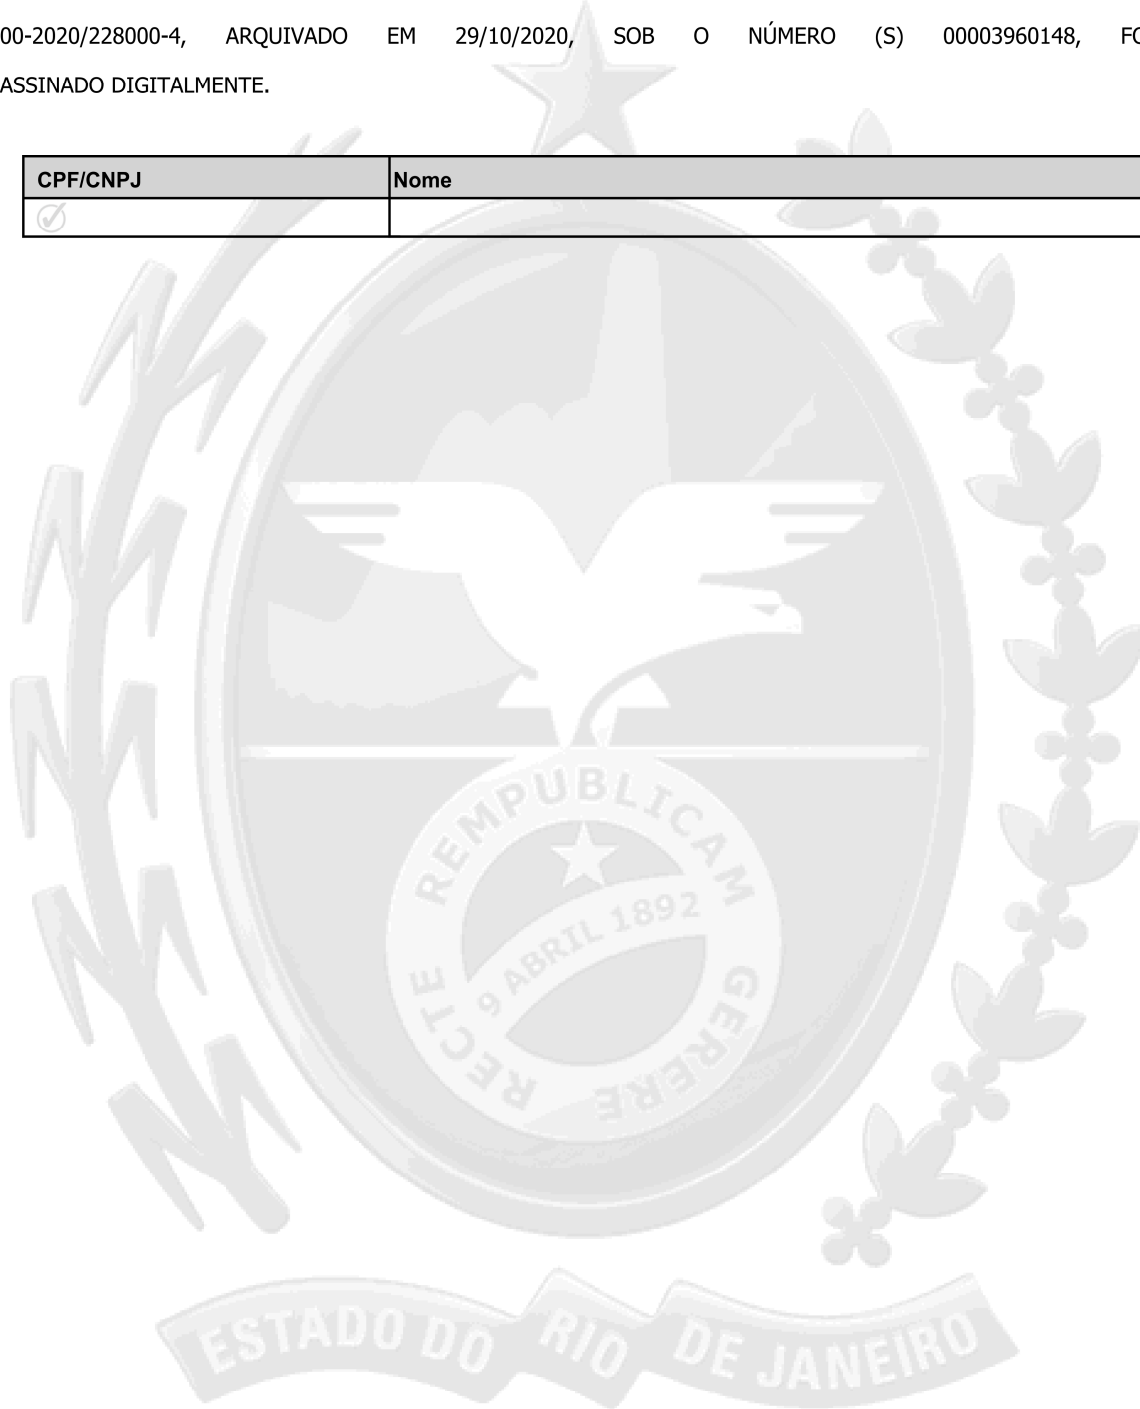 00-2020/228000-4, ARQUIVADO EM 29/10/2020, SOB O NÚMERO (S) 00003960148, FO
ASSINADO DIGITALMENTE.
CPF/CNPJ Nome
REMPUBLICAM
9 ABRIL 1892
RECTE GERERE
ESTADO DO RIO DE JANEIRO